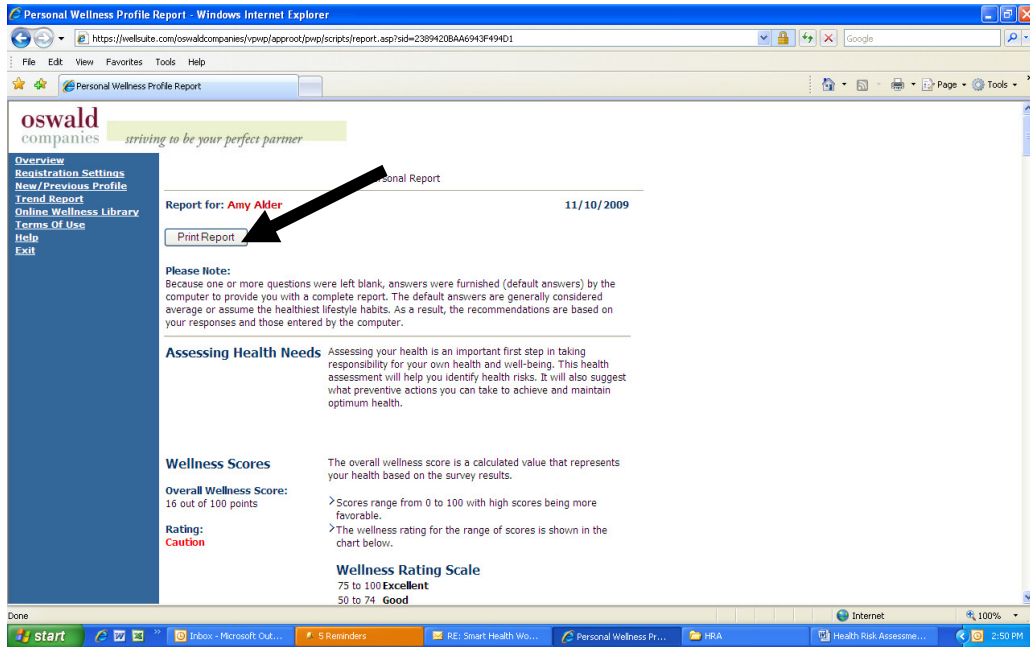 Personal Wellness Profile Report - Windows Internet Explorer
https://wellsuite.com/oswaldcompanies/vpwp/approot/pwp/scripts/report.asp?sid=2389420BAA6943F494D1
Google
File Edit View Favorites Tools Help
Personal Wellness Profile Report
Page Tools
oswald
companies striving to be your perfect partner
Overview
Registration Settings
New/Previous Profile
Trend Report
Online Wellness Library
Terms Of Use
Help
Exit
Report
Report for: Amy Alder 11/10/2009
Print Report
Please Note:
Because one or more questions were left blank, answers were furnished (default answers) by the
computer to provide you with a complete report. The default answers are generally considered
average or assume the healthiest lifestyle habits. As a result, the recommendations are based on
your responses and those entered by the computer.
Assessing Health Needs
Assessing your health is an important first step in taking
responsibility for your own health and well-being. This health
assessment will help you identify health risks. It will also suggest
what preventive actions you can take to achieve and maintain
optimum health.
Wellness Scores
Overall Wellness Score:
16 out of 100 points
Rating:
Caution
The overall wellness score is a calculated value that represents
your health based on the survey results.
Scores range from 0 to 100 with high scores being more
favorable.
The wellness rating for the range of scores is shown in the
chart below.
Wellness Rating Scale
75 to 100 Excellent
50 to 74 Good
Done Internet 100%
start Inbox - Microsoft Out... 5 Reminders RE: Smart Health Wo... Personal Wellness Pr... HRA Health Risk Assessme... 2:50 PM